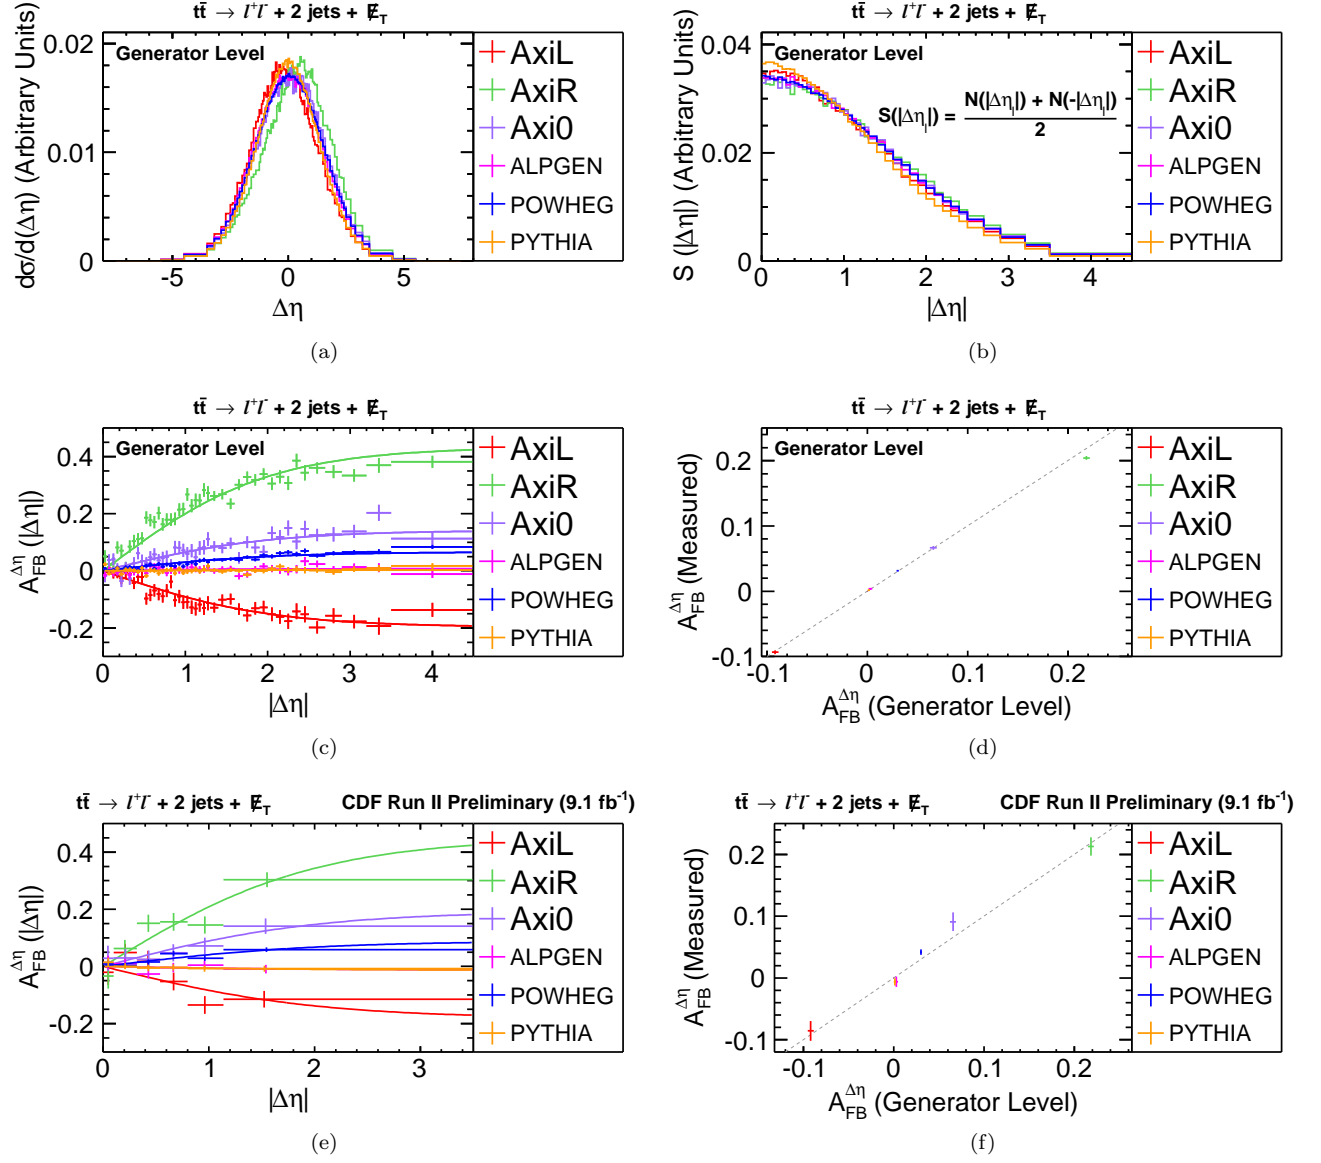 tt̄ → l⁺l⁻ + 2 jets + E̸_T
Generator Level
dσ/d(Δη) (Arbitrary Units)
0.02
0.01
0
-5 0 5
Δη
AxiL
AxiR
Axi0
ALPGEN
POWHEG
PYTHIA
(a)
tt̄ → l⁺l⁻ + 2 jets + E̸_T
Generator Level
S(|Δη_l|) = (N(|Δη_l|) + N(-|Δη_l|)) / 2
S (|Δη|) (Arbitrary Units)
0.04
0.02
0
0 1 2 3 4
|Δη|
AxiL
AxiR
Axi0
ALPGEN
POWHEG
PYTHIA
(b)
tt̄ → l⁺l⁻ + 2 jets + E̸_T
Generator Level
A_FB^Δη (|Δη|)
0.4
0.2
0
-0.2
0 1 2 3 4
|Δη|
AxiL
AxiR
Axi0
ALPGEN
POWHEG
PYTHIA
(c)
tt̄ → l⁺l⁻ + 2 jets + E̸_T
Generator Level
A_FB^Δη (Measured)
0.2
0.1
0
-0.1
-0.1 0 0.1 0.2
A_FB^Δη (Generator Level)
AxiL
AxiR
Axi0
ALPGEN
POWHEG
PYTHIA
(d)
tt̄ → l⁺l⁻ + 2 jets + E̸_T CDF Run II Preliminary (9.1 fb⁻¹)
A_FB^Δη (|Δη|)
0.4
0.2
0
-0.2
0 1 2 3
|Δη|
AxiL
AxiR
Axi0
ALPGEN
POWHEG
PYTHIA
(e)
tt̄ → l⁺l⁻ + 2 jets + E̸_T CDF Run II Preliminary (9.1 fb⁻¹)
A_FB^Δη (Measured)
0.2
0.1
0
-0.1
-0.1 0 0.1 0.2
A_FB^Δη (Generator Level)
AxiL
AxiR
Axi0
ALPGEN
POWHEG
PYTHIA
(f)